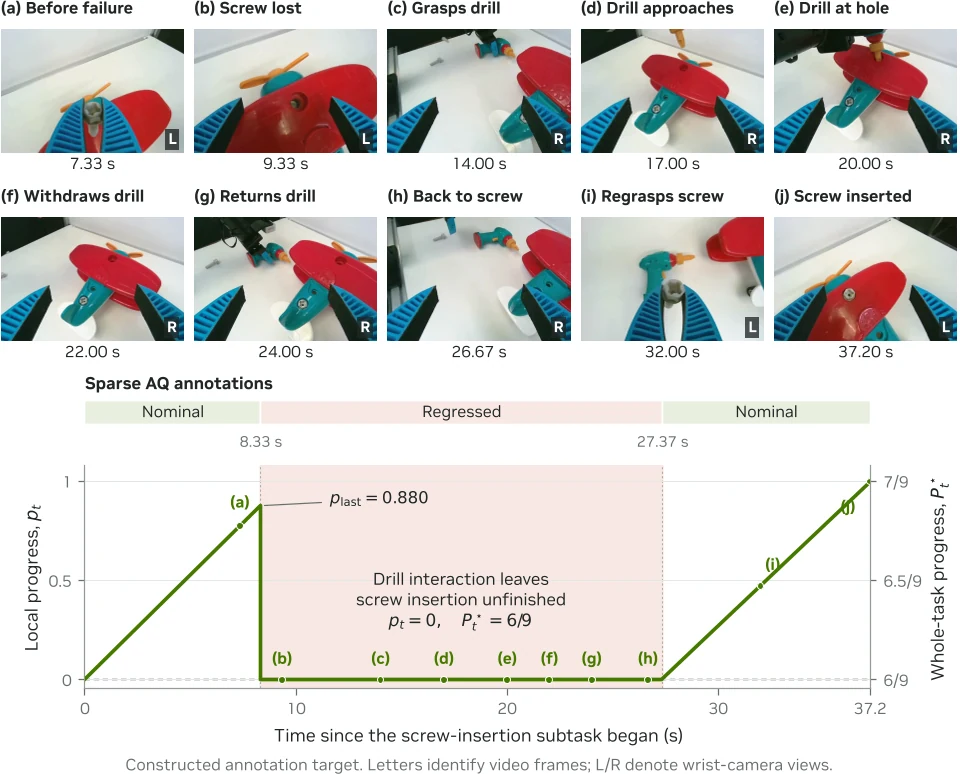 (a) Before failure
(b) Screw lost
(c) Grasps drill
(d) Drill approaches
(e) Drill at hole
L
L
R
R
R
7.33 s
9.33 s
14.00 s
17.00 s
20.00 s
(f) Withdraws drill
(g) Returns drill
(h) Back to screw
(i) Regrasps screw
(j) Screw inserted
R
R
R
L
L
22.00 s
24.00 s
26.67 s
32.00 s
37.20 s
Sparse AQ annotations
Nominal
Regressed
Nominal
8.33 s
27.37 s
1
0.5
0
Local progress, pₜ
(a)
p_last = 0.880
Drill interaction leaves
screw insertion unfinished
pₜ = 0, Pₜ* = 6/9
(b)
(c)
(d)
(e)
(f)
(g)
(h)
(i)
(j)
7/9
6.5/9
6/9
Whole-task progress, Pₜ*
0
10
20
30
37.2
Time since the screw-insertion subtask began (s)
Constructed annotation target. Letters identify video frames; L/R denote wrist-camera views.